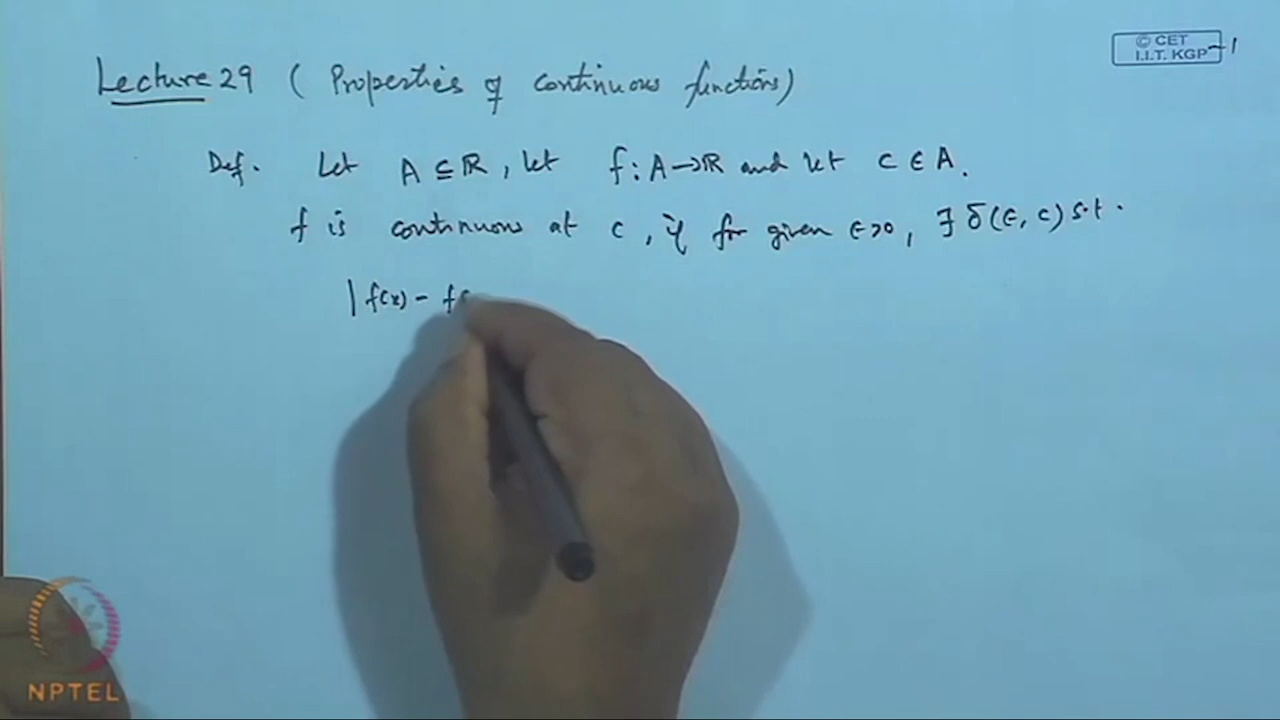 © CET
I.I.T. KGP -1
Lecture 29 ( Properties of continuous functions)
Def. Let A ⊆ ℝ, let f: A→ℝ and let c ∈ A.
f is continuous at c, if for given ε>0, ∃ δ(ε, c) s.t.
| f(x) - f(
NPTEL